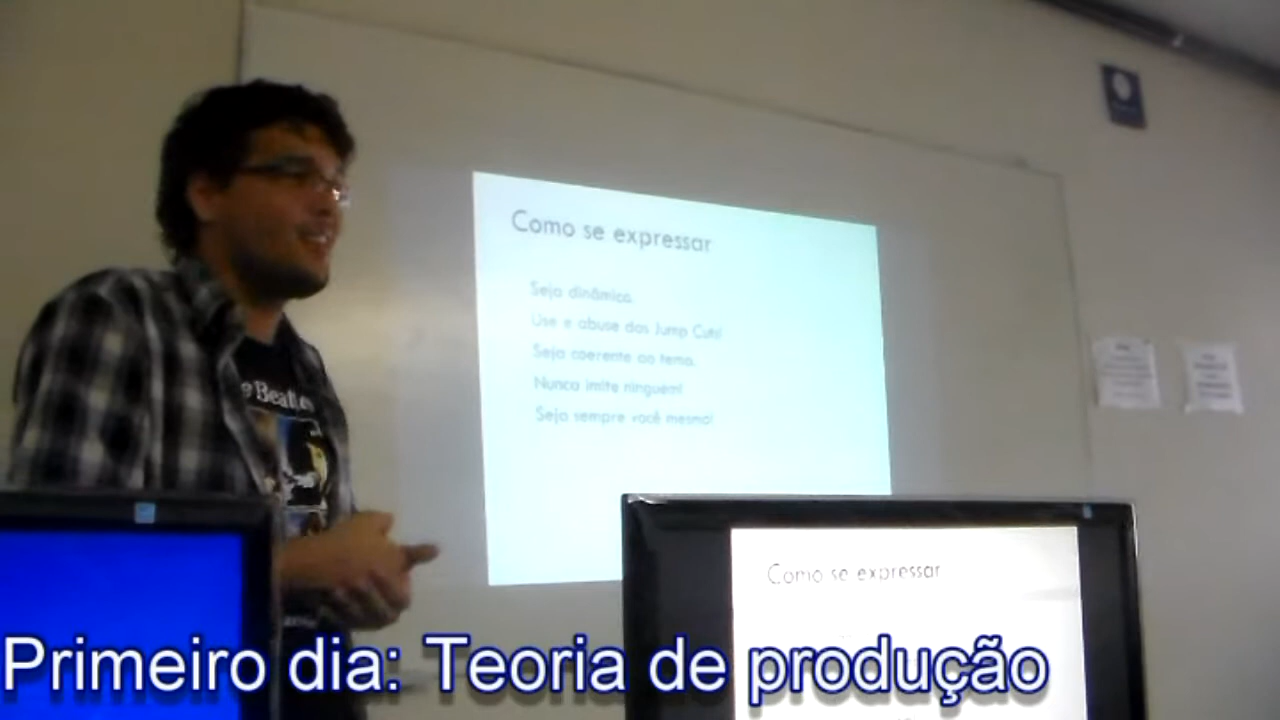 Como se expressar
Seja dinâmico.
Use e abuse dos Jump Cuts!
Seja coerente ao tema.
Nunca imite ninguem!
Seja sempre você mesmo!
Beatles
Como se expressar
Primeiro dia: Teoria de produção